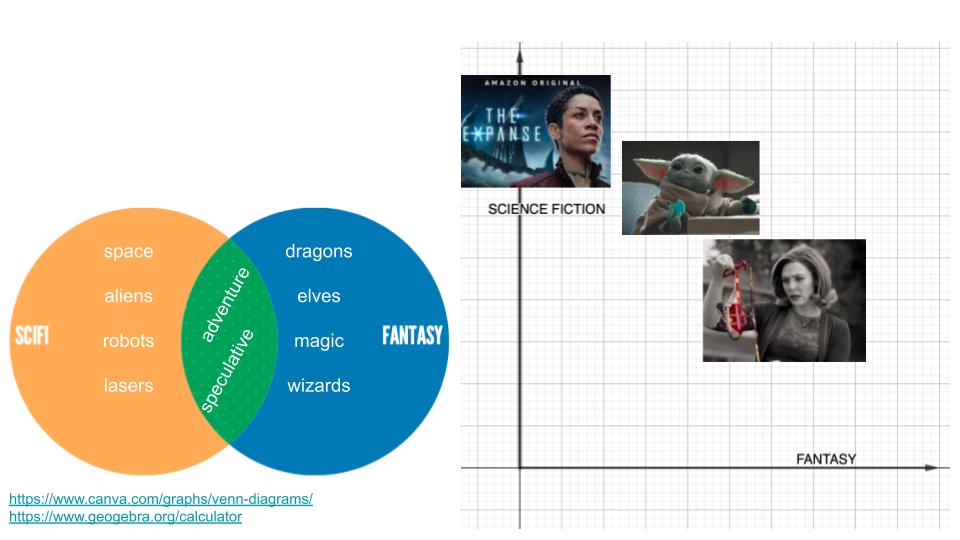 SCIFI
space
aliens
robots
lasers
adventure
speculative
dragons
elves
magic
wizards
FANTASY
https://www.canva.com/graphs/venn-diagrams/
https://www.geogebra.org/calculator
AMAZON ORIGINAL
THE
EXPANSE
SCIENCE FICTION
FANTASY